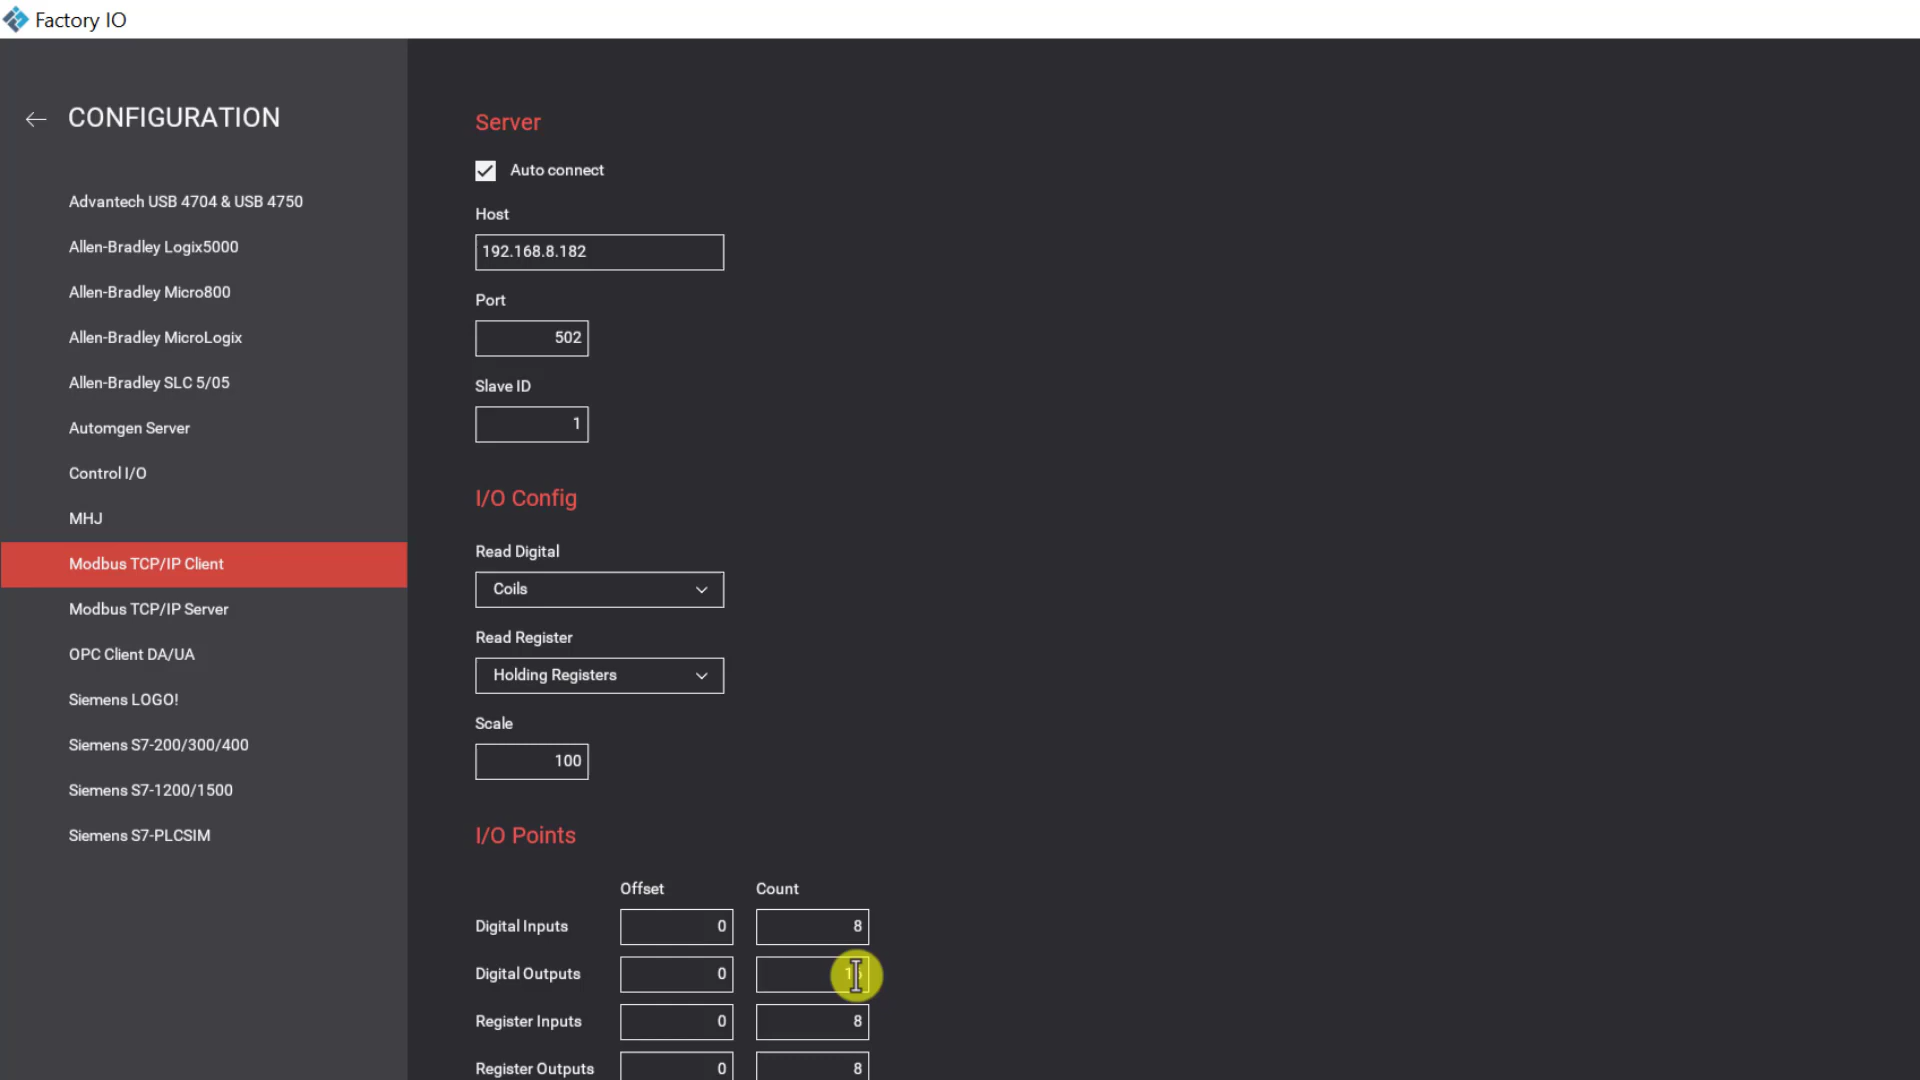 Factory IO
CONFIGURATION
Advantech USB 4704 & USB 4750
Allen-Bradley Logix5000
Allen-Bradley Micro800
Allen-Bradley MicroLogix
Allen-Bradley SLC 5/05
Automgen Server
Control I/O
MHJ
Modbus TCP/IP Client
Modbus TCP/IP Server
OPC Client DA/UA
Siemens LOGO!
Siemens S7-200/300/400
Siemens S7-1200/1500
Siemens S7-PLCSIM
Server
Auto connect
Host
192.168.8.182
Port
502
Slave ID
1
I/O Config
Read Digital
Coils
Read Register
Holding Registers
Scale
100
I/O Points
Offset Count
Digital Inputs 0 8
Digital Outputs 0
Register Inputs 0 8
Register Outputs 0 8